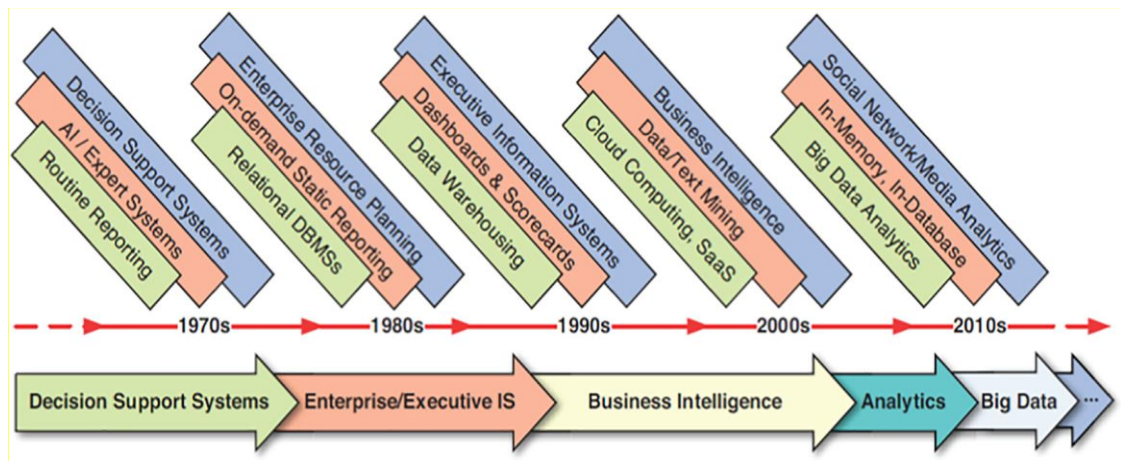 Decision Support Systems
AI / Expert Systems
Routine Reporting
Enterprise Resource Planning
On-demand Static Reporting
Relational DBMSs
Executive Information Systems
Dashboards & Scorecards
Data Warehousing
Business Intelligence
Data/Text Mining
Cloud Computing, SaaS
Social Network/Media Analytics
In-Memory, In-Database
Big Data Analytics
1970s
1980s
1990s
2000s
2010s
Decision Support Systems
Enterprise/Executive IS
Business Intelligence
Analytics
Big Data
...